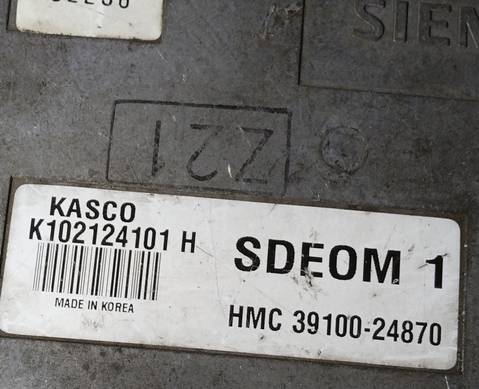 SIEM
Z21
KASCO
K102124101 H
SDEOM 1
MADE IN KOREA
HMC 39100-24870